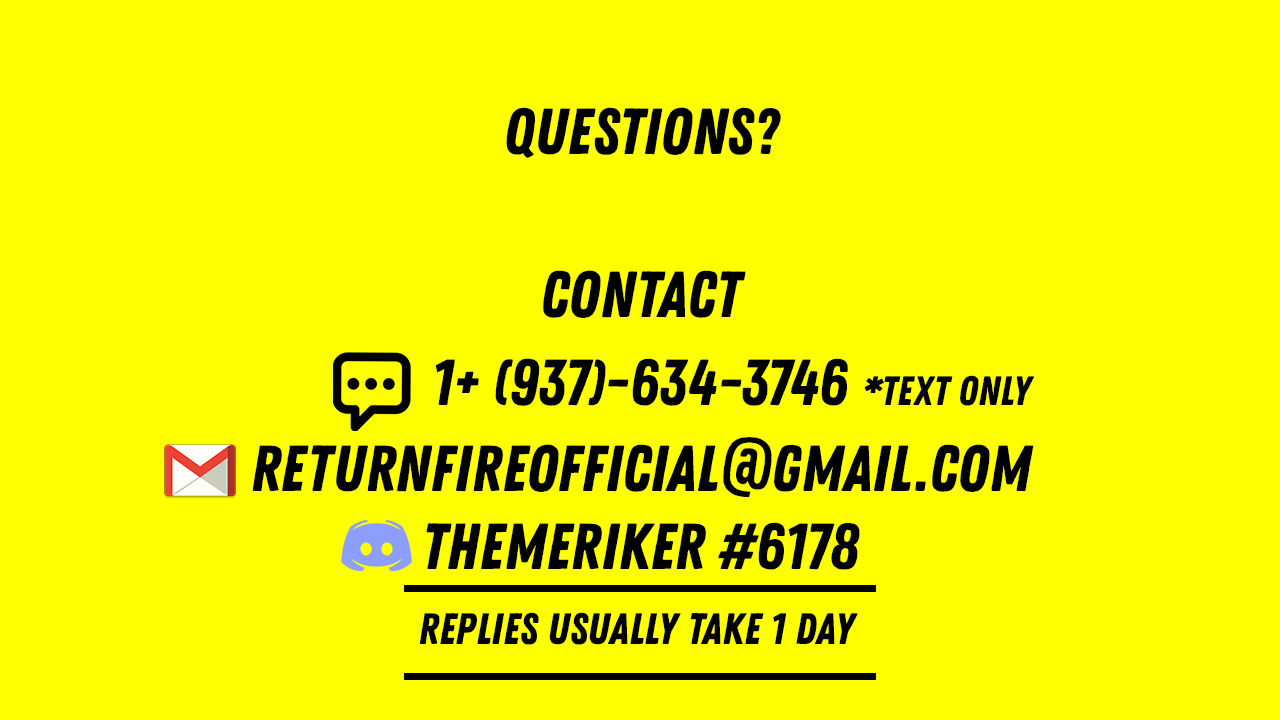 QUESTIONS?
CONTACT
1+ (937)-634-3746 *TEXT ONLY
RETURNFIREOFFICIAL@GMAIL.COM
THEMERIKER #6178
REPLIES USUALLY TAKE 1 DAY